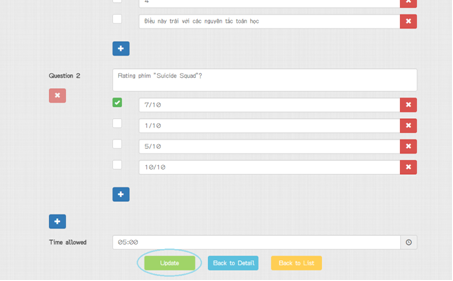 4
Điều này trái với các nguyên tắc toán học
Question 2
Rating phim "Suicide Squad"?
7/10
1/10
5/10
10/10
Time allowed
05:00
Update
Back to Detail
Back to List